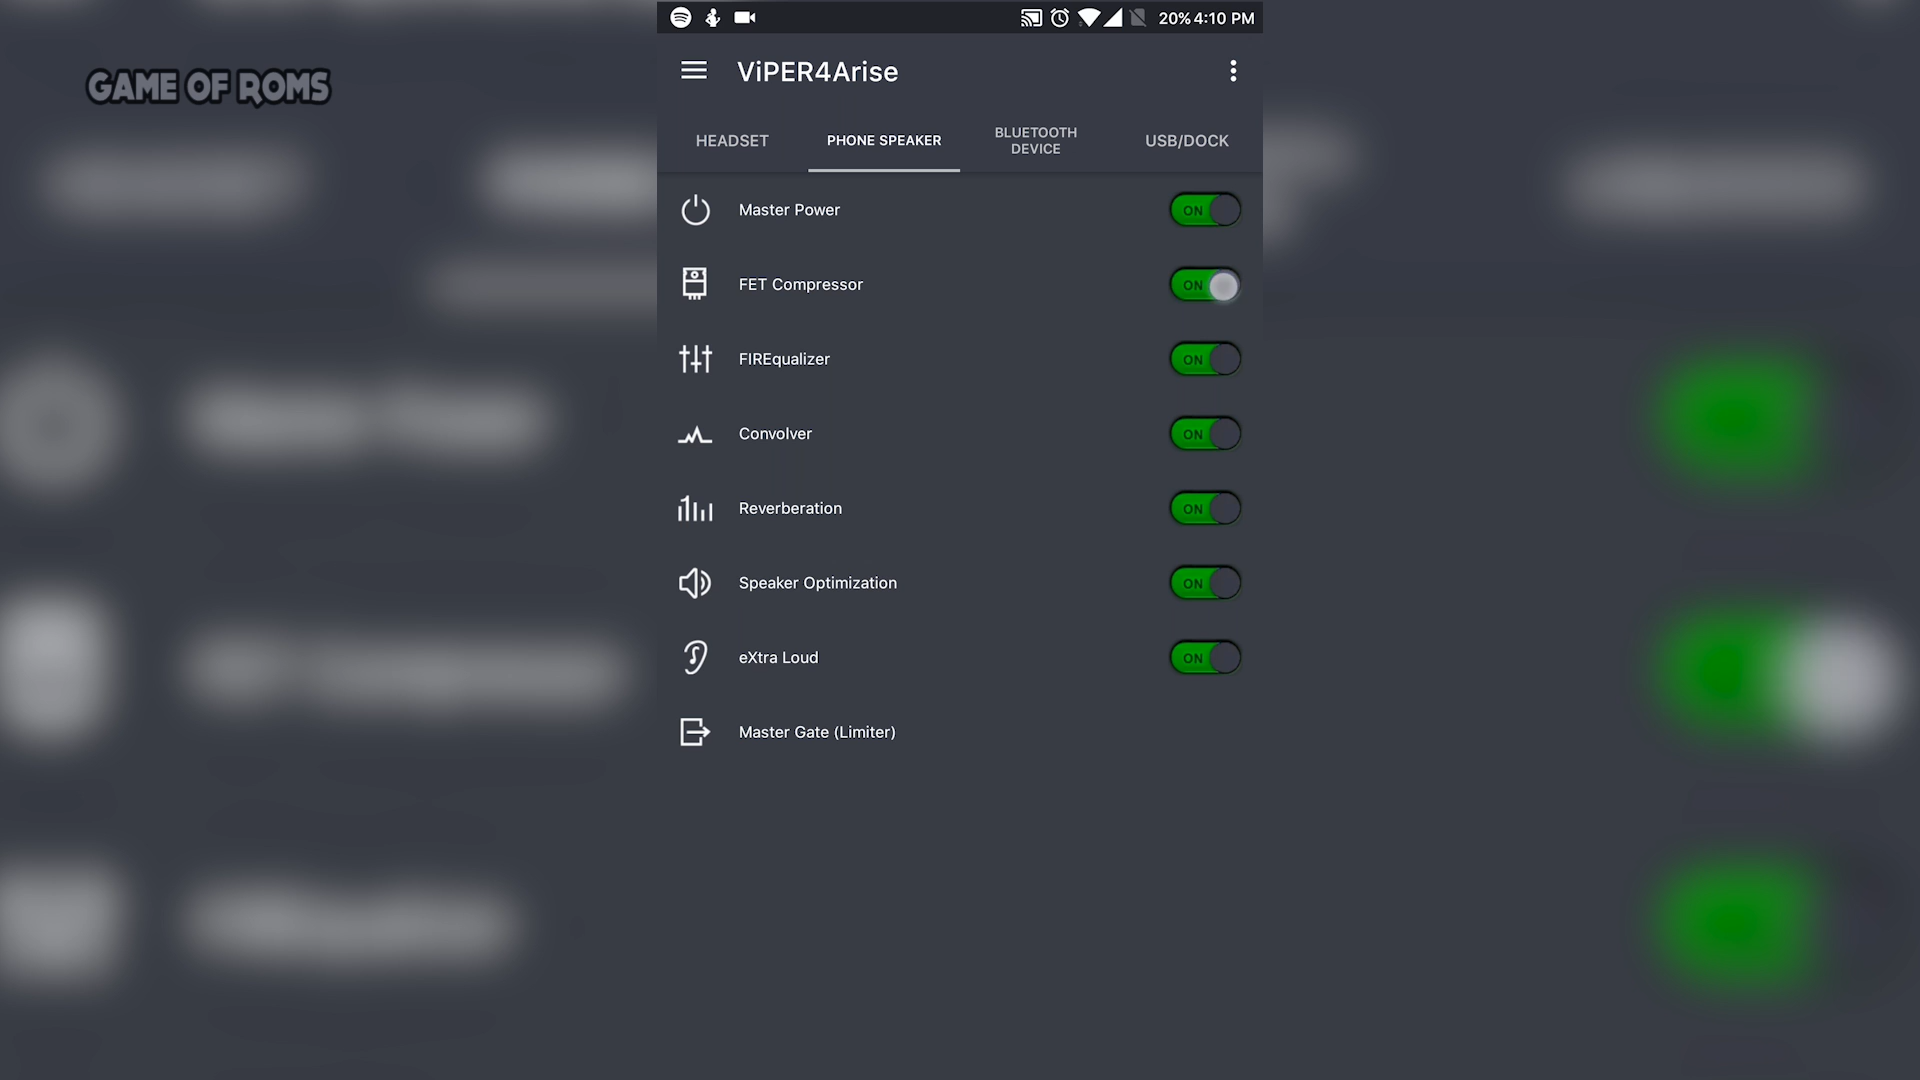 GAME OF ROMS
20% 4:10 PM
ViPER4Arise
HEADSET
PHONE SPEAKER
BLUETOOTH
DEVICE
USB/DOCK
Master Power
ON
FET Compressor
ON
FIREqualizer
ON
Convolver
ON
Reverberation
ON
Speaker Optimization
ON
eXtra Loud
ON
Master Gate (Limiter)